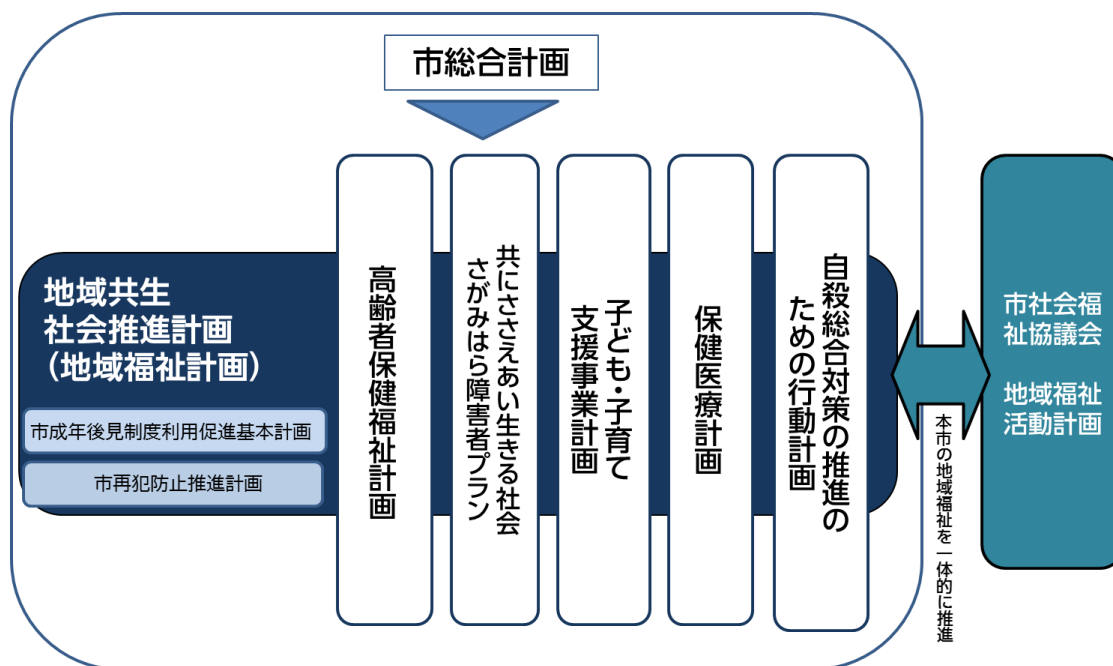 市総合計画
地域共生
社会推進計画
（地域福祉計画）
市成年後見制度利用促進基本計画
市再犯防止推進計画
高齢者保健福祉計画
共にささえあい生きる社会
さがみはら障害者プラン
子ども・子育て
支援事業計画
保健医療計画
自殺総合対策の推進の
ための行動計画
本市の地域福祉を一体的に推進
市社会福
祉協議会
地域福祉
活動計画